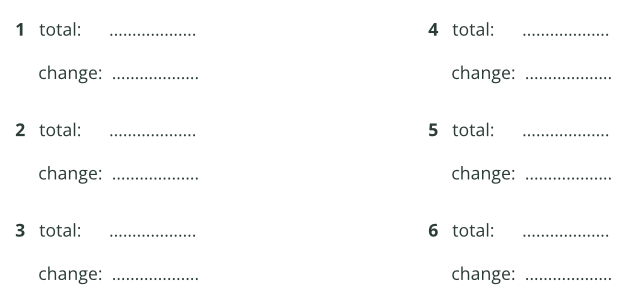 1 total: ...................
change: ...................
2 total: ...................
change: ...................
3 total: ...................
change: ...................
4 total: ...................
change: ...................
5 total: ...................
change: ...................
6 total: ...................
change: ...................